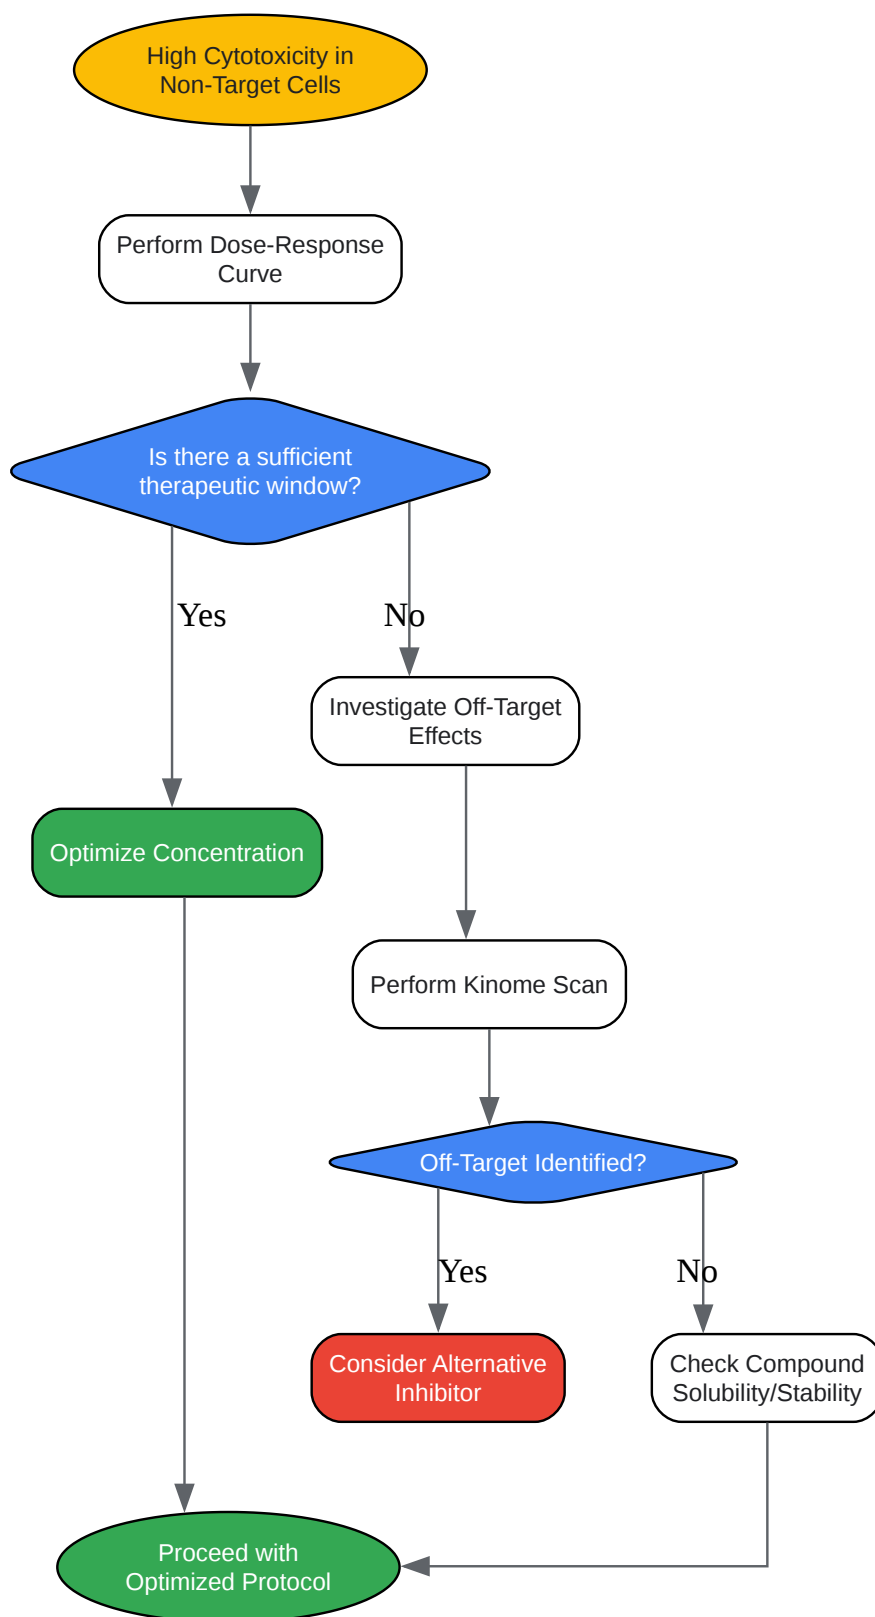 High Cytotoxicity in
Non-Target Cells
Perform Dose-Response
Curve
Is there a sufficient
therapeutic window?
Yes
No
Investigate Off-Target
Effects
Optimize Concentration
Perform Kinome Scan
Off-Target Identified?
Yes
No
Consider Alternative
Inhibitor
Check Compound
Solubility/Stability
Proceed with
Optimized Protocol